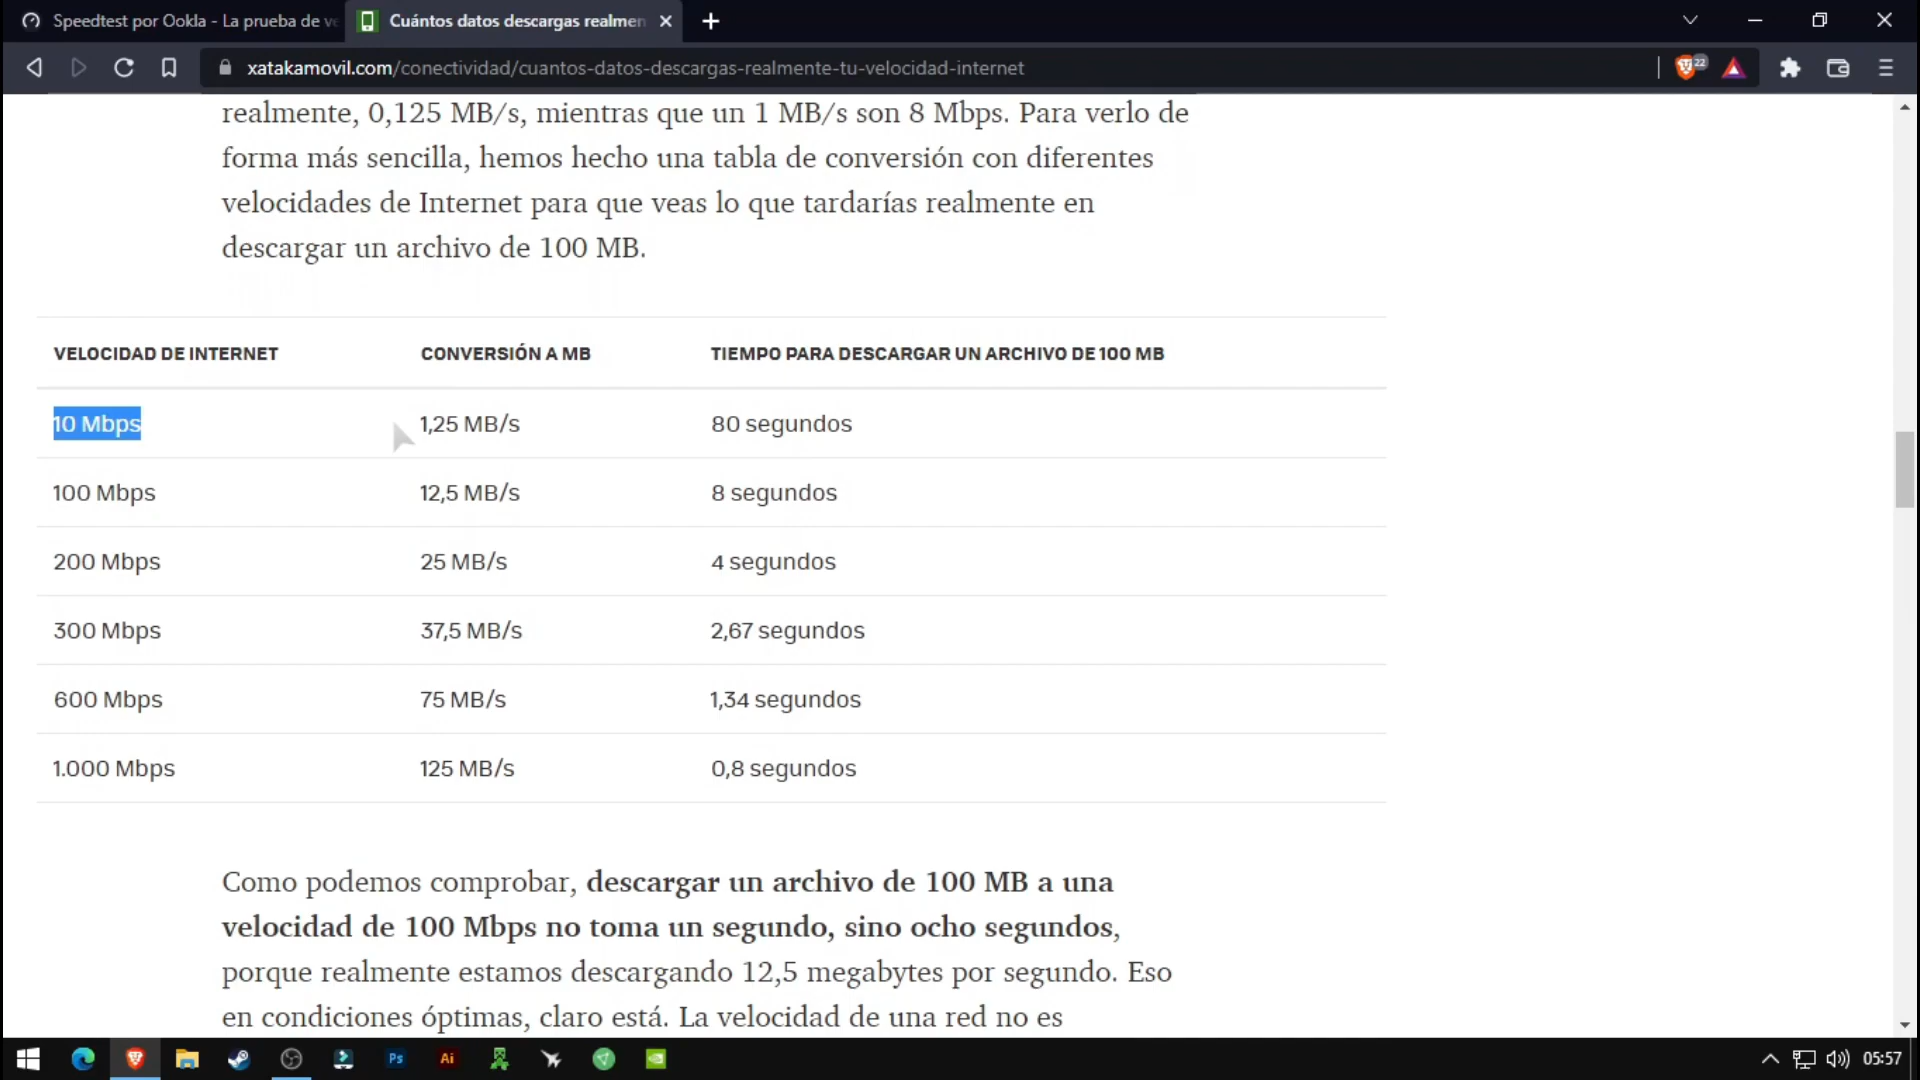 Speedtest por Ookla - La prueba de ve
Cuántos datos descargas realmen
xatakamovil.com/conectividad/cuantos-datos-descargas-realmente-tu-velocidad-internet
22
realmente, 0,125 MB/s, mientras que un 1 MB/s son 8 Mbps. Para verlo de
forma más sencilla, hemos hecho una tabla de conversión con diferentes
velocidades de Internet para que veas lo que tardarías realmente en
descargar un archivo de 100 MB.
VELOCIDAD DE INTERNET CONVERSIÓN A MB TIEMPO PARA DESCARGAR UN ARCHIVO DE 100 MB
10 Mbps 1,25 MB/s 80 segundos
100 Mbps 12,5 MB/s 8 segundos
200 Mbps 25 MB/s 4 segundos
300 Mbps 37,5 MB/s 2,67 segundos
600 Mbps 75 MB/s 1,34 segundos
1.000 Mbps 125 MB/s 0,8 segundos
Como podemos comprobar, descargar un archivo de 100 MB a una
velocidad de 100 Mbps no toma un segundo, sino ocho segundos,
porque realmente estamos descargando 12,5 megabytes por segundo. Eso
en condiciones óptimas, claro está. La velocidad de una red no es
Ps Ai 05:57